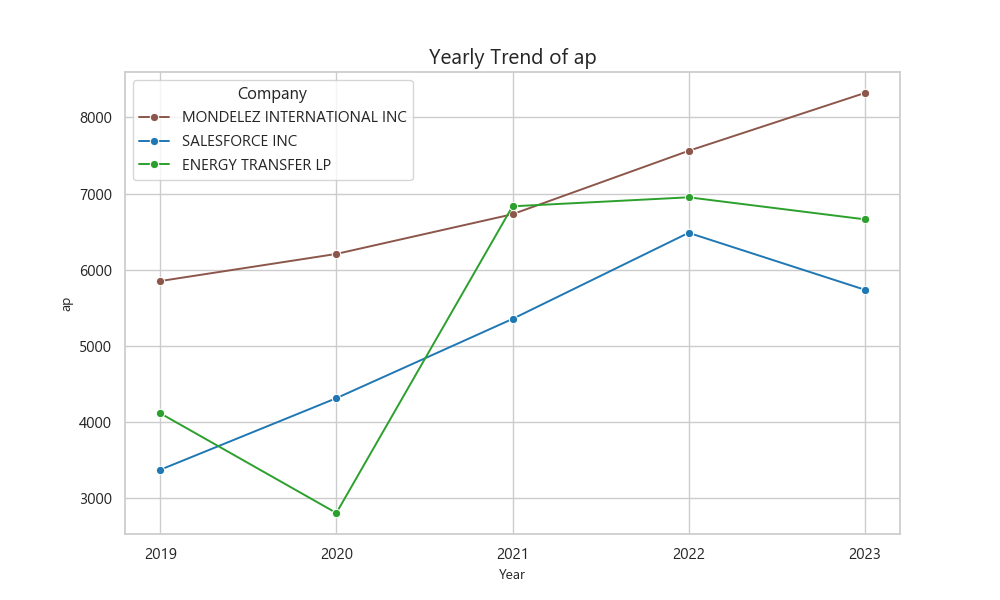 Yearly Trend of ap
Company
MONDELEZ INTERNATIONAL INC
SALESFORCE INC
ENERGY TRANSFER LP
8000
7000
6000
5000
4000
3000
ap
2019 2020 2021 2022 2023
Year